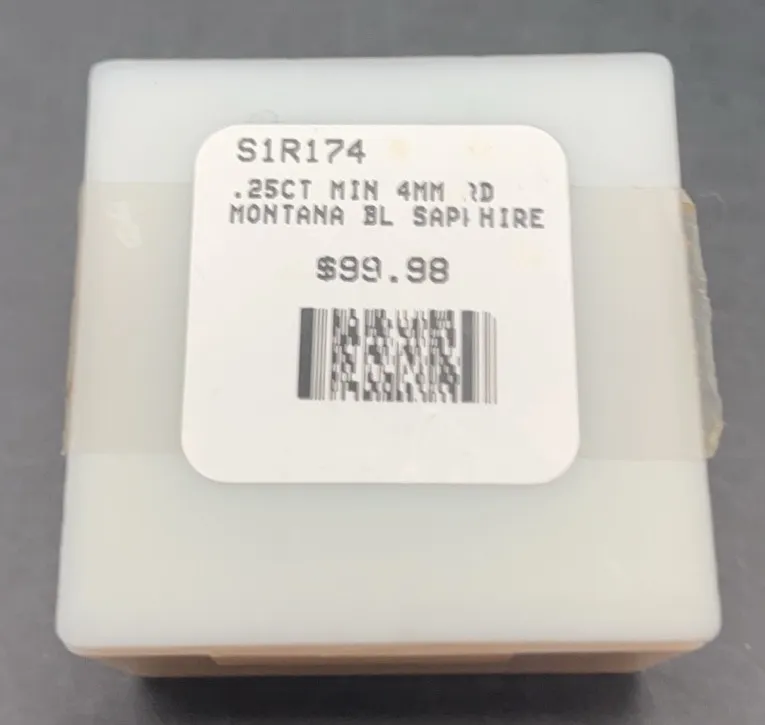 S1R174
.25CT MIN 4MM RD
MONTANA BL SAPPHIRE
$99.98